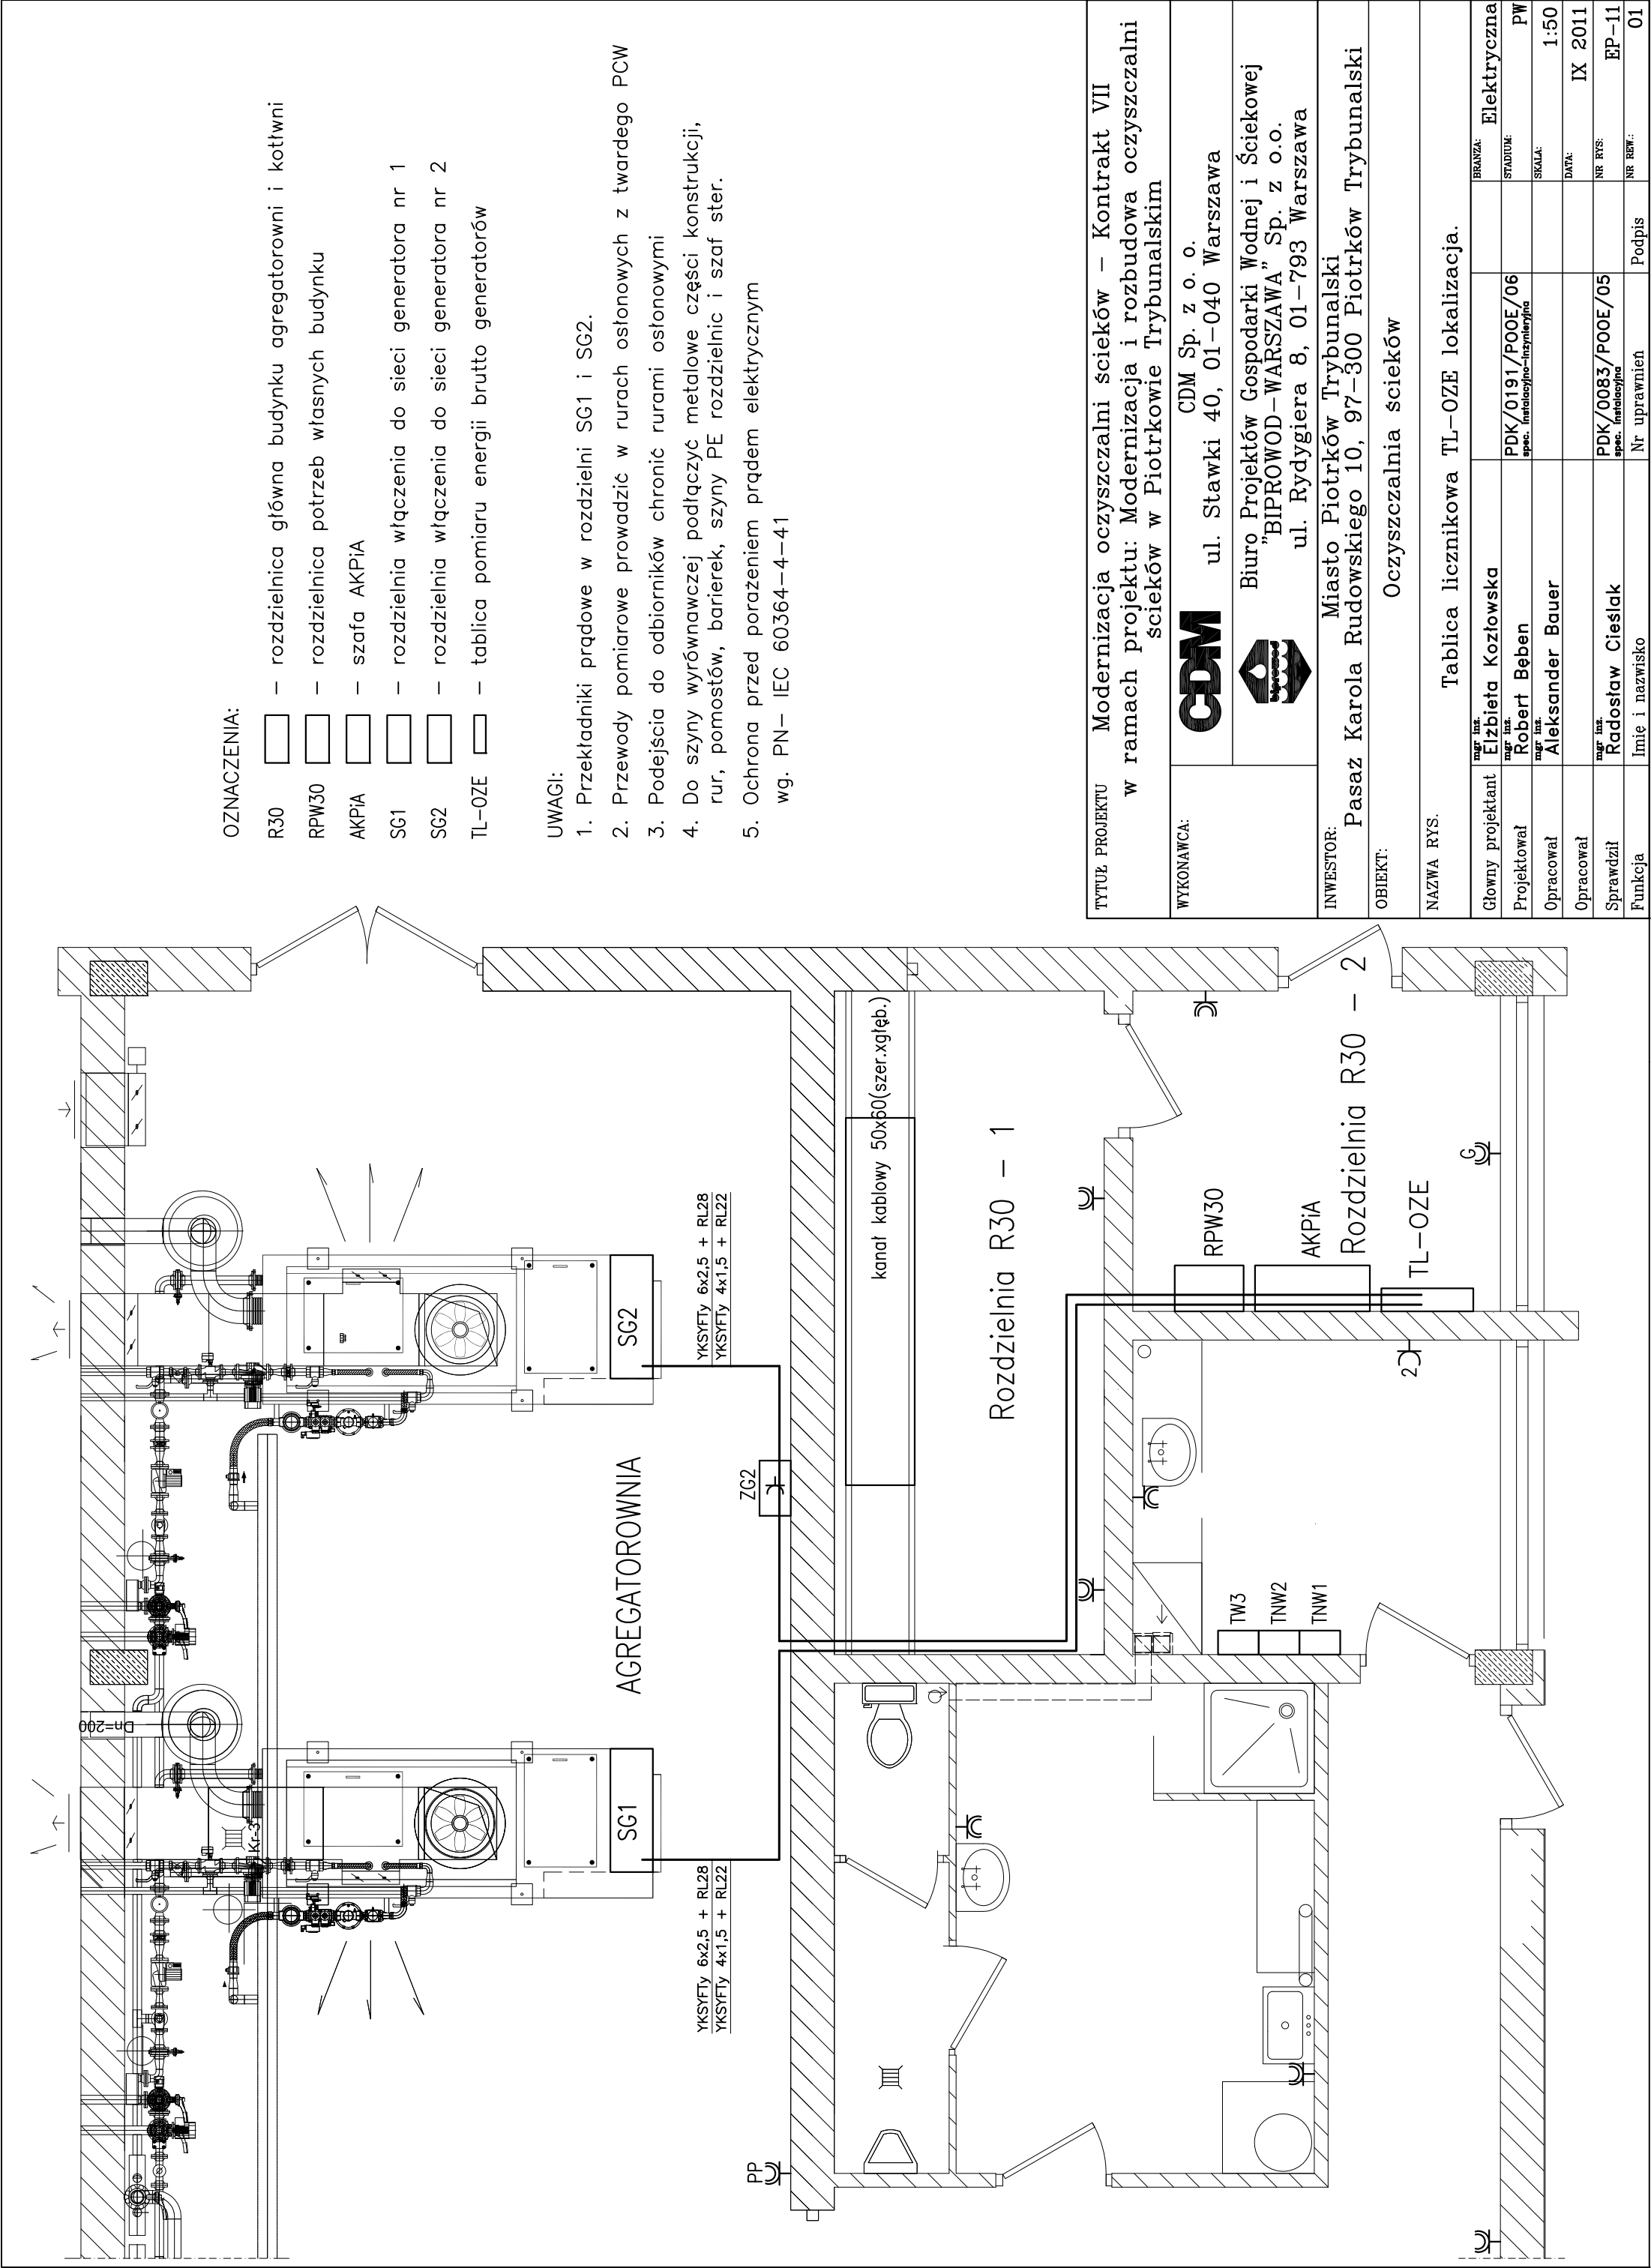 OZNACZENIA:
R30 – rozdzielnica główna budynku agregatorowni i kotłwni
RPW30 – rozdzielnica potrzeb własnych budynku
AKPiA – szafa AKPiA
SG1 – rozdzielnia włączenia do sieci generatora nr 1
SG2 – rozdzielnia włączenia do sieci generatora nr 2
TL–OZE – tablica pomiaru energii brutto generatorów
UWAGI:
1. Przekładniki prądowe w rozdzielni SG1 i SG2.
2. Przewody pomiarowe prowadzić w rurach osłonowych z twardego PCW
3. Podejścia do odbiorników chronić rurami osłonowymi
4. Do szyny wyrównawczej podłączyć metalowe części konstrukcji,
rur, pomostów, barierek, szyny PE rozdzielnic i szaf ster.
5. Ochrona przed porażeniem prądem elektrycznym
wg. PN– IEC 60364–4–41
Dn=200
Kr-3
SG1
SG2
AGREGATOROWNIA
YKSYFTy 6x2,5 + RL28
YKSYFTy 4x1,5 + RL22
YKSYFTy 6x2,5 + RL28
YKSYFTy 4x1,5 + RL22
ZG2
PP
kanał kablowy 50x60(szer.xgłęb.)
Rozdzielnia R30 – 1
RPW30
AKPiA
Rozdzielnia R30 – 2
TL–OZE
G
2
TW3
TNW2
TNW1
TYTUŁ PROJEKTU
Modernizacja oczyszczalni ścieków – Kontrakt VII
w ramach projektu: Modernizacja i rozbudowa oczyszczalni
ścieków w Piotrkowie Trybunalskim
WYKONAWCA:
CDM
CDM Sp. z o. o.
ul. Stawki 40, 01–040 Warszawa
biprowod
Biuro Projektów Gospodarki Wodnej i Ściekowej
"BIPROWOD–WARSZAWA" Sp. z o.o.
ul. Rydygiera 8, 01–793 Warszawa
INWESTOR:
Miasto Piotrków Trybunalski
Pasaż Karola Rudowskiego 10, 97–300 Piotrków Trybunalski
OBIEKT:
Oczyszczalnia ścieków
NAZWA RYS.
Tablica licznikowa TL–OZE lokalizacja.
Głowny projektant mgr inż. Elżbieta Kozłowska BRANŻA: Elektryczna
Projektował mgr inż. Robert Bęben PDK/0191/POOE/06 spec. instalacyjno-inżynieryjna STADIUM: PW
Opracował mgr inż. Aleksander Bauer SKALA: 1:50
Opracował DATA: IX 2011
Sprawdził mgr inż. Radosław Cieślak PDK/0083/POOE/05 spec. instalacyjna NR RYS: EP–11
Funkcja Imię i nazwisko Nr uprawnień Podpis NR REW.: 01